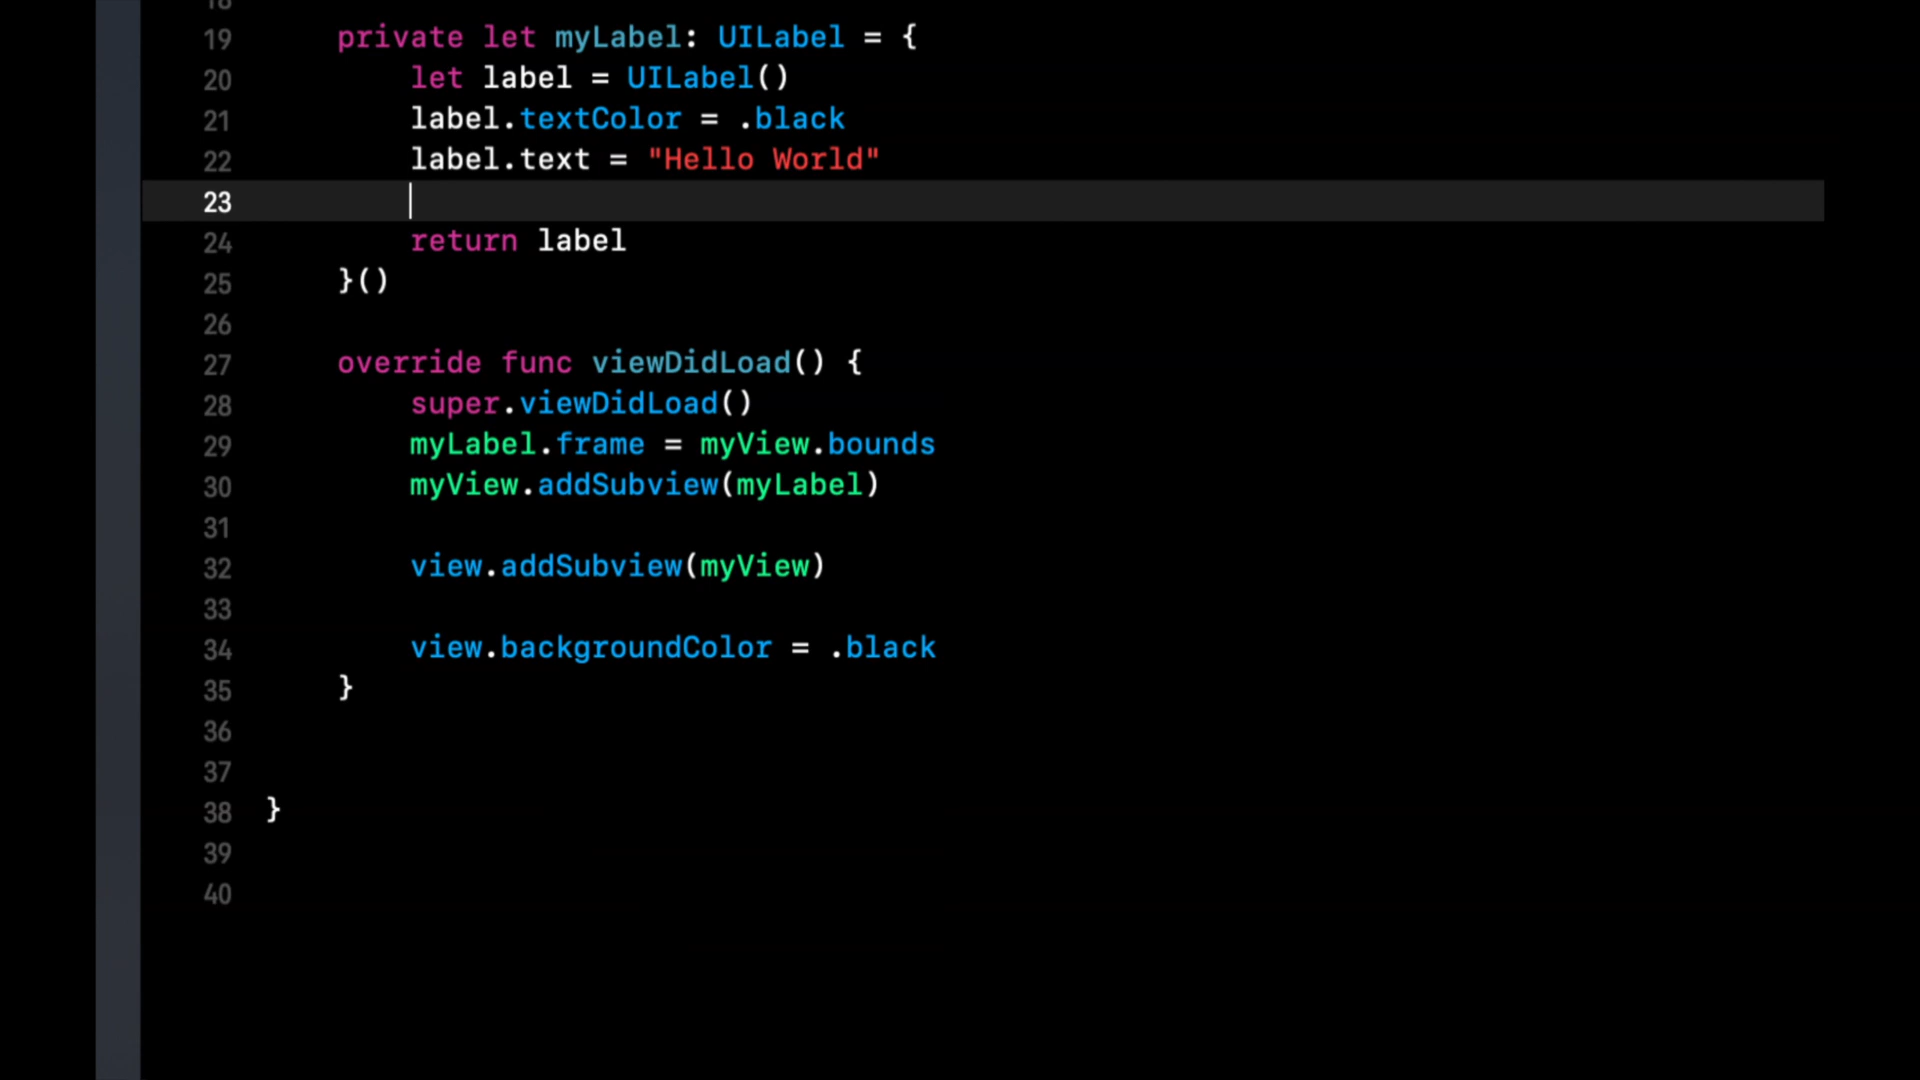 18
19 private let myLabel: UILabel = {
20 let label = UILabel()
21 label.textColor = .black
22 label.text = "Hello World"
23
24 return label
25 }()
26
27 override func viewDidLoad() {
28 super.viewDidLoad()
29 myLabel.frame = myView.bounds
30 myView.addSubview(myLabel)
31
32 view.addSubview(myView)
33
34 view.backgroundColor = .black
35 }
36
37
38 }
39
40